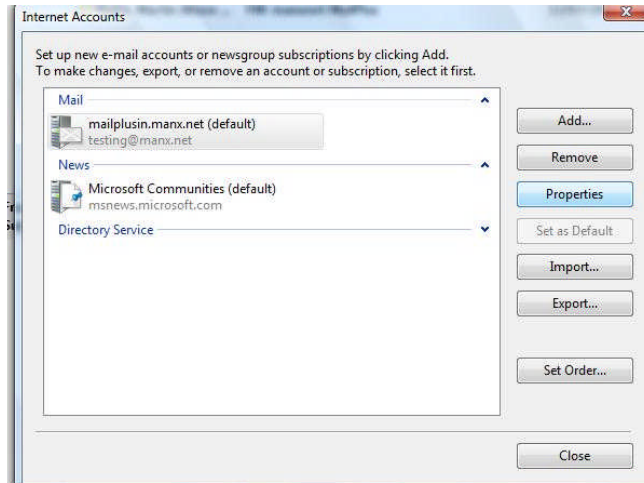 Internet Accounts
Set up new e-mail accounts or newsgroup subscriptions by clicking Add.
To make changes, export, or remove an account or subscription, select it first.
Mail
mailplusin.manx.net (default)
testing@manx.net
News
Microsoft Communities (default)
msnews.microsoft.com
Directory Service
Add...
Remove
Properties
Set as Default
Import...
Export...
Set Order...
Close